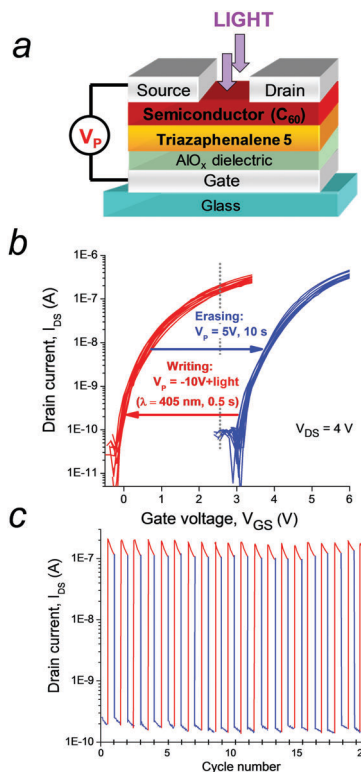 a
LIGHT
Source
Drain
Semiconductor (C60)
Triazaphenalene 5
AlOx dielectric
Gate
Glass
VP
b
Drain current, IDS (A)
1E-6
1E-7
1E-8
1E-9
1E-10
1E-11
Erasing:
VP = 5V, 10 s
Writing:
VP = -10V+light
(λ = 405 nm, 0.5 s)
VDS = 4 V
0 1 2 3 4 5 6
Gate voltage, VGS (V)
c
Drain current, IDS (A)
1E-7
1E-8
1E-9
1E-10
0 5 10 15
Cycle number